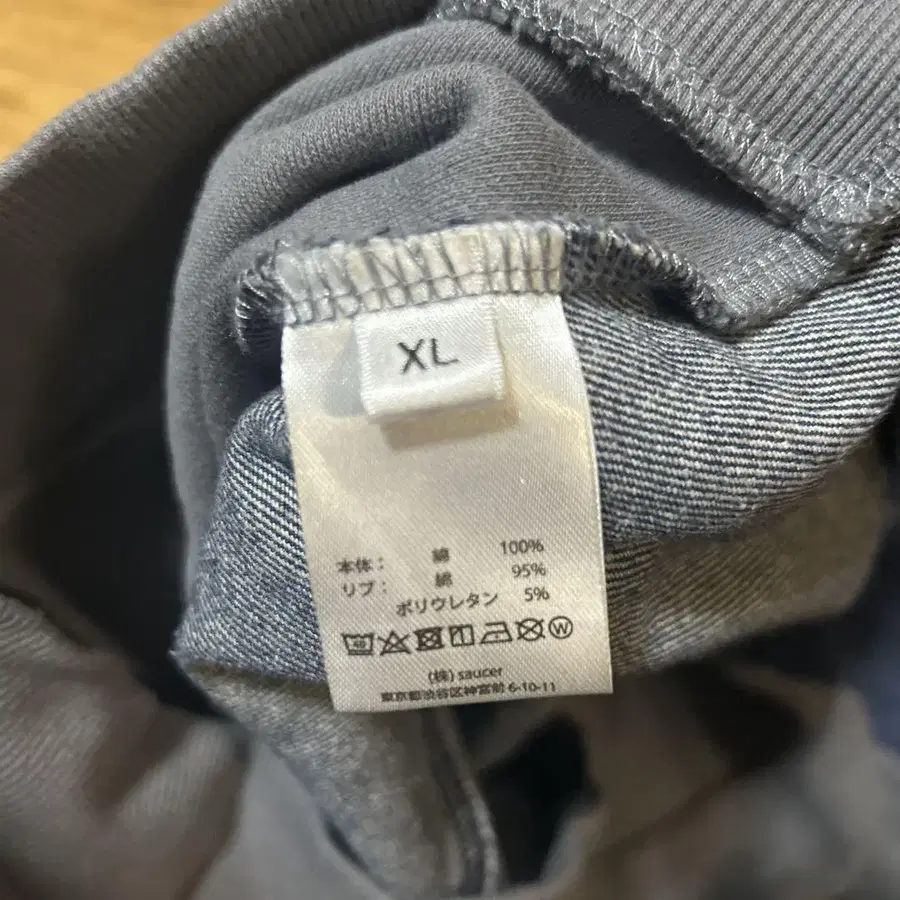 XL
本体： 綿 100%
リブ： 綿 95%
ポリウレタン 5%
40 W
(株) saucer
東京都渋谷区神宮前 6-10-11